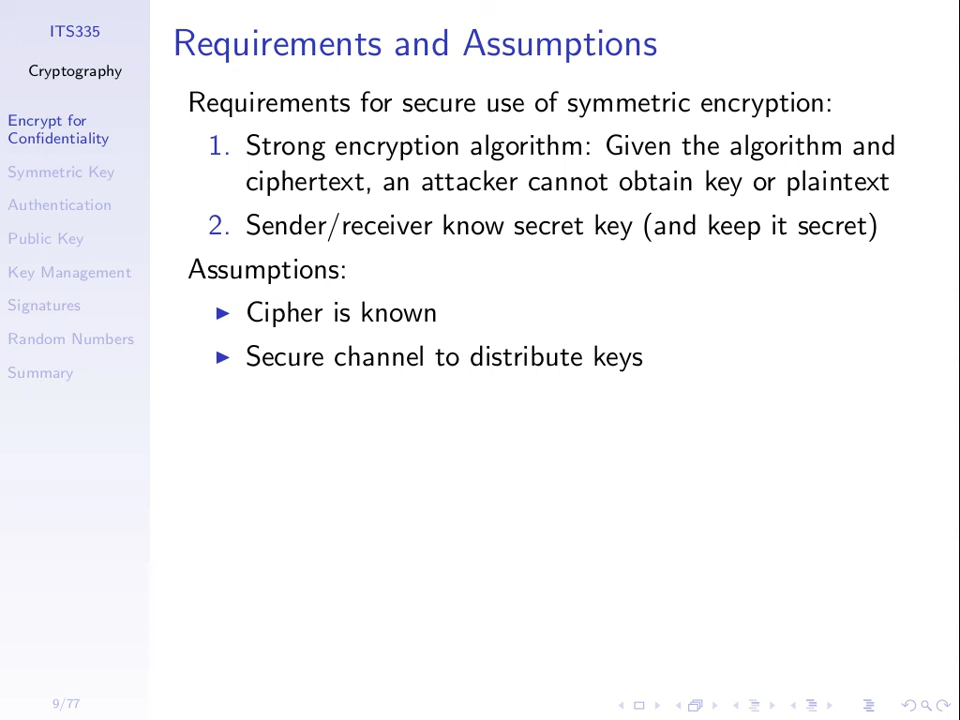 ITS335
Cryptography
Encrypt for
Confidentiality
Symmetric Key
Authentication
Public Key
Key Management
Signatures
Random Numbers
Summary
9/77
Requirements and Assumptions
Requirements for secure use of symmetric encryption:
1. Strong encryption algorithm: Given the algorithm and
ciphertext, an attacker cannot obtain key or plaintext
2. Sender/receiver know secret key (and keep it secret)
Assumptions:
Cipher is known
Secure channel to distribute keys